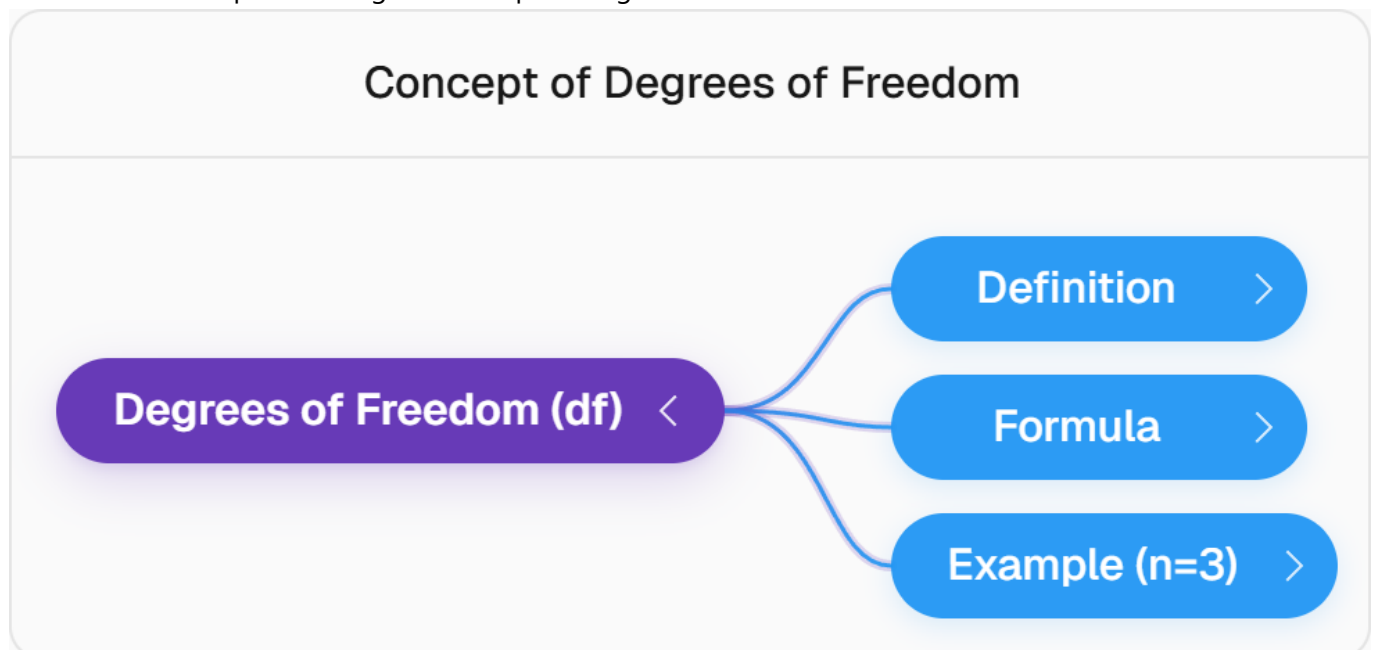 Concept of Degrees of Freedom
Definition
Degrees of Freedom (df)
Formula
Example (n=3)